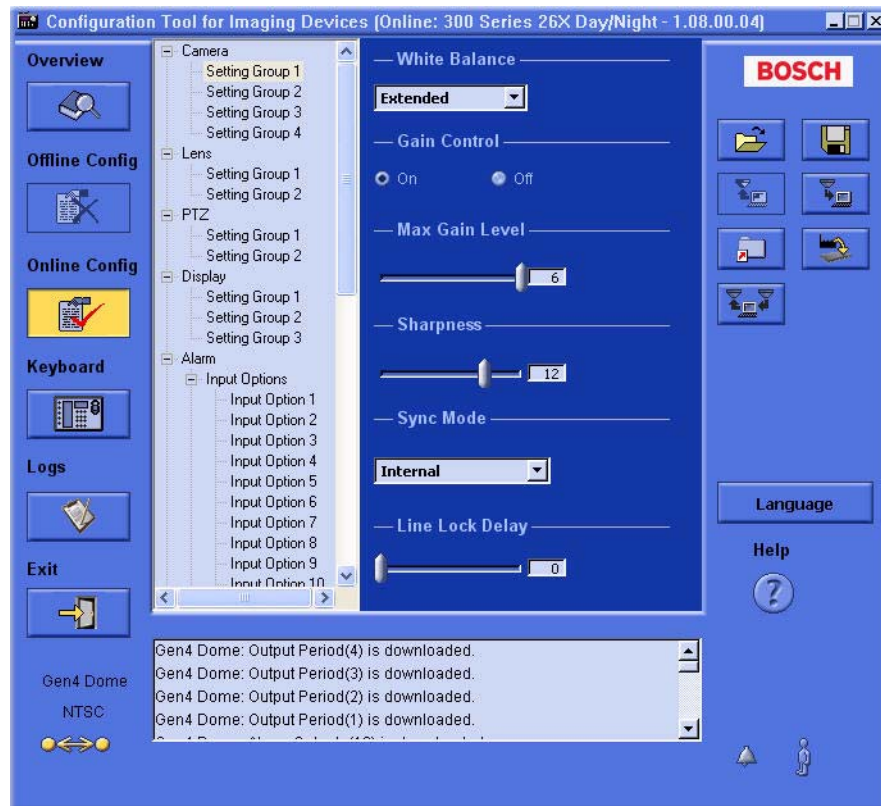 Configuration Tool for Imaging Devices (Online: 300 Series 26X Day/Night - 1.08.00.04)
Overview
Offline Config
Online Config
Keyboard
Logs
Exit
Gen4 Dome
NTSC
Camera
Setting Group 1
Setting Group 2
Setting Group 3
Setting Group 4
Lens
Setting Group 1
Setting Group 2
PTZ
Setting Group 1
Setting Group 2
Display
Setting Group 1
Setting Group 2
Setting Group 3
Alarm
Input Options
Input Option 1
Input Option 2
Input Option 3
Input Option 4
Input Option 5
Input Option 6
Input Option 7
Input Option 8
Input Option 9
Input Option 10
White Balance
Extended
Gain Control
On Off
Max Gain Level
6
Sharpness
12
Sync Mode
Internal
Line Lock Delay
0
BOSCH
Language
Help
?
Gen4 Dome: Output Period(4) is downloaded.
Gen4 Dome: Output Period(3) is downloaded.
Gen4 Dome: Output Period(2) is downloaded.
Gen4 Dome: Output Period(1) is downloaded.